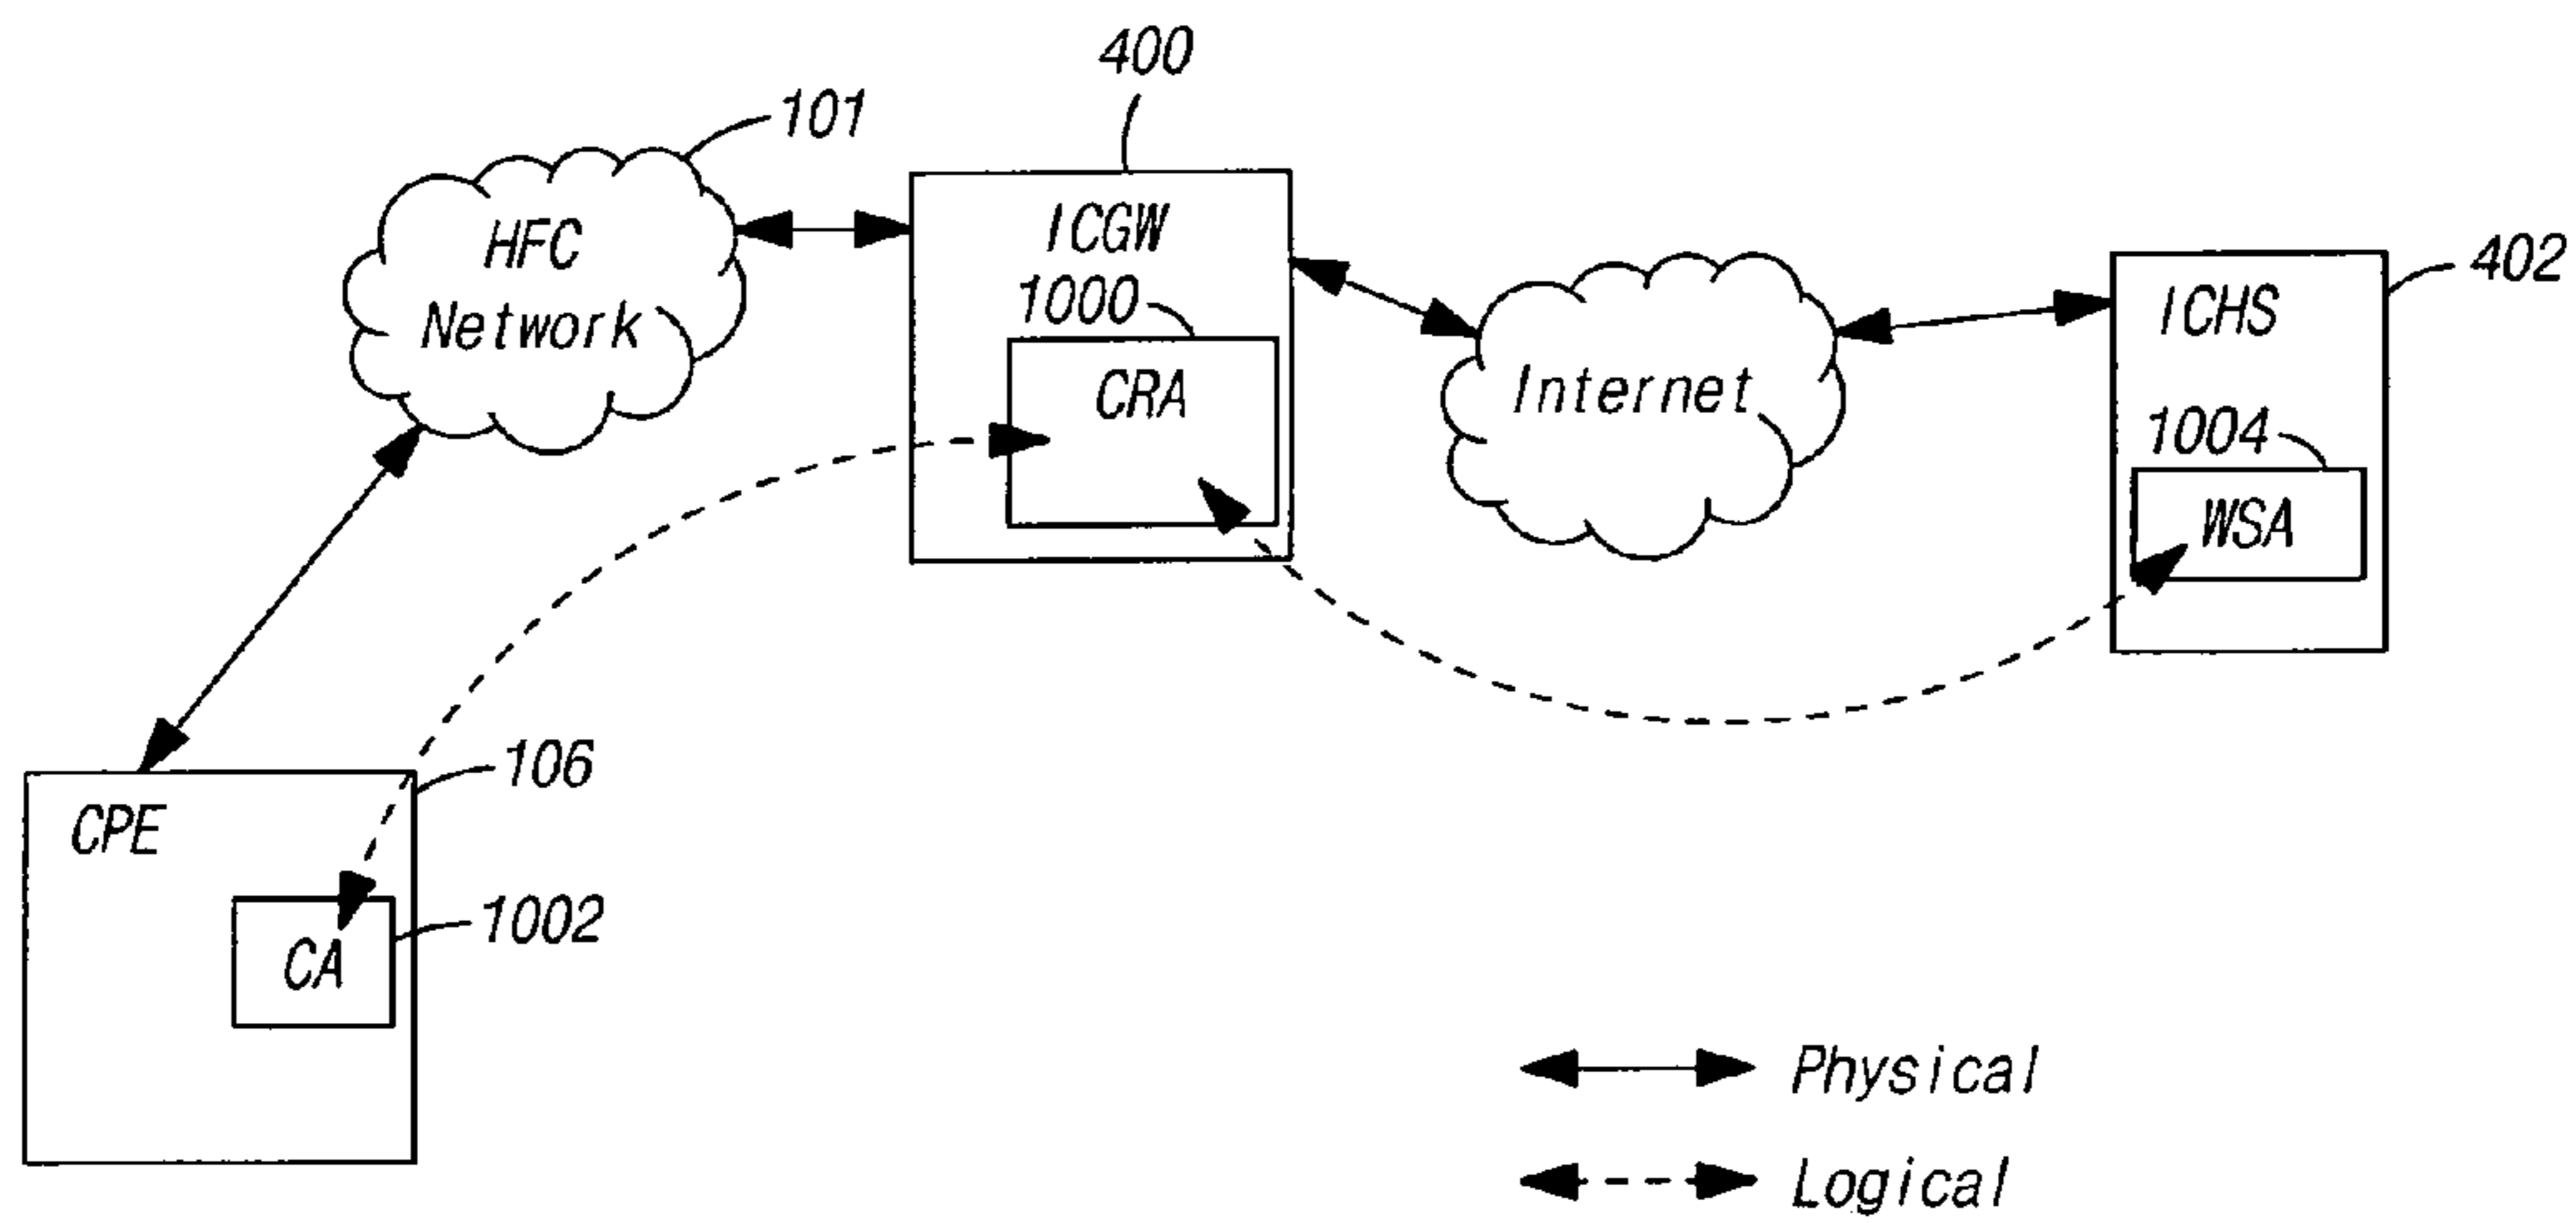 400
101
HFC
Network
ICGW
1000
CRA
Internet
402
ICHS
1004
WSA
106
CPE
1002
CA
Physical
Logical